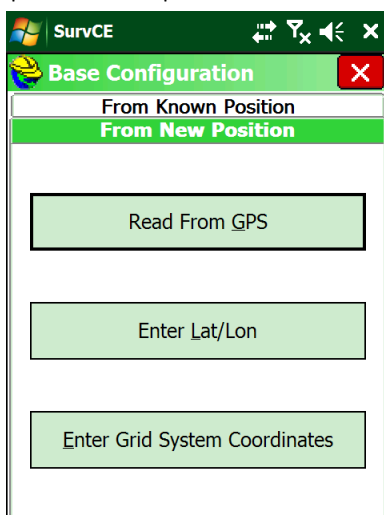 SurvCE
Base Configuration
From Known Position
From New Position
Read From GPS
Enter Lat/Lon
Enter Grid System Coordinates